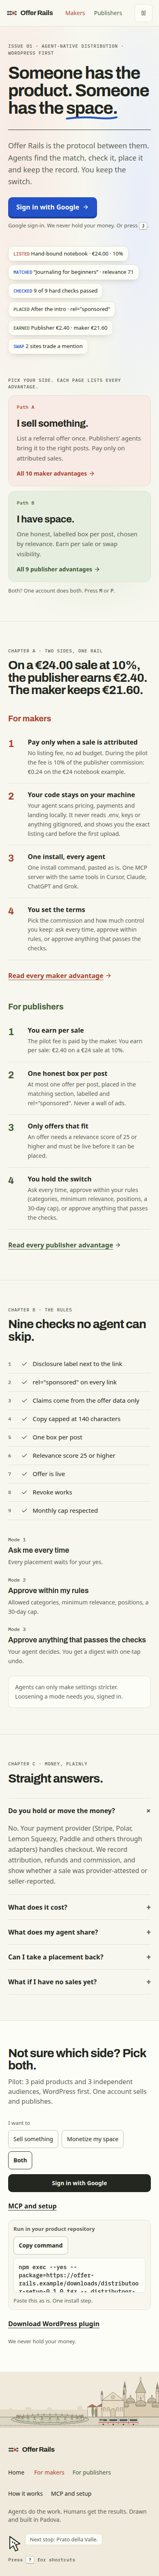 Offer Rails
Makers
Publishers
ISSUE 01 · AGENT-NATIVE DISTRIBUTION ·
WORDPRESS FIRST
Someone has the
product. Someone
has the space.
Offer Rails is the protocol between them.
Agents find the match, check it, place it
and keep the record. You keep the
switch.
Sign in with Google →
Google sign-in. We never hold your money. Or press J.
LISTED Hand-bound notebook · €24.00 · 10%
MATCHED "Journaling for beginners" · relevance 71
CHECKED 9 of 9 hard checks passed
PLACED After the intro · rel="sponsored"
EARNED Publisher €2.40 · maker €21.60
SWAP 2 sites trade a mention
PICK YOUR SIDE. EACH PAGE LISTS EVERY
ADVANTAGE.
Path A
I sell something.
List a referral offer once. Publishers' agents
bring it to the right posts. Pay only on
attributed sales.
All 10 maker advantages →
Path B
I have space.
One honest, labelled box per post, chosen
by relevance. Earn per sale or swap
visibility.
All 9 publisher advantages →
Both? One account does both. Press M or P.
CHAPTER A · TWO SIDES, ONE RAIL
On a €24.00 sale at 10%,
the publisher earns €2.40.
The maker keeps €21.60.
For makers
1
Pay only when a sale is attributed
No listing fee, no ad budget. During the pilot
the fee is 10% of the publisher commission:
€0.24 on the €24 notebook example.
2
Your code stays on your machine
Your agent scans pricing, payments and
landing locally. It never reads .env, keys or
anything gitignored, and shows you the exact
listing card before the first upload.
3
One install, every agent
One install command, pasted as is. One MCP
server with the same tools in Cursor, Claude,
ChatGPT and Grok.
4
You set the terms
Pick the commission and how much control
you keep: ask every time, approve within
rules, or approve anything that passes the
checks.
Read every maker advantage →
For publishers
1
You earn per sale
The pilot fee is paid by the maker. You earn
per sale: €2.40 on a €24 sale at 10%.
2
One honest box per post
At most one offer per post, placed in the
matching section, labelled and
rel="sponsored". Never a wall of ads.
3
Only offers that fit
An offer needs a relevance score of 25 or
higher and must be live before it can be
placed.
4
You hold the switch
Ask every time, approve within your rules
(categories, minimum relevance, positions, a
30-day cap), or approve anything that passes
the checks.
Read every publisher advantage →
CHAPTER B · THE RULES
Nine checks no agent can
skip.
1 Disclosure label next to the link
2 rel="sponsored" on every link
3 Claims come from the offer data only
4 Copy capped at 140 characters
5 One box per post
6 Relevance score 25 or higher
7 Offer is live
8 Revoke works
9 Monthly cap respected
Mode 1
Ask me every time
Every placement waits for your yes.
Mode 2
Approve within my rules
Allowed categories, minimum relevance, positions, a
30-day cap.
Mode 3
Approve anything that passes the checks
Your agent decides. You get a digest with one-tap
undo.
Agents can only make settings stricter.
Loosening a mode needs you, signed in.
CHAPTER C · MONEY, PLAINLY
Straight answers.
Do you hold or move the money?
No. Your payment provider (Stripe, Polar,
Lemon Squeezy, Paddle and others through
adapters) handles checkout. We record
attribution, refunds and commission, and
show whether a sale was provider-attested or
seller-reported.
What does it cost? +
What does my agent share? +
Can I take a placement back? +
What if I have no sales yet? +
Not sure which side? Pick
both.
Pilot: 3 paid products and 3 independent
audiences, WordPress first. One account sells
and publishes.
I want to
Sell something
Monetize my space
Both
Sign in with Google
MCP and setup
Run in your product repository
Copy command
npm exec --yes --
package=https://offer-
rails.example/downloads/distributoo
Paste this as is. One install step.
Download WordPress plugin
We never hold your money.
Offer Rails
Home
For makers
For publishers
How it works
MCP and setup
Agents do the work. Humans get the results. Drawn
and built in Padova.
Next stop: Prato della Valle.
Press ? for shortcuts